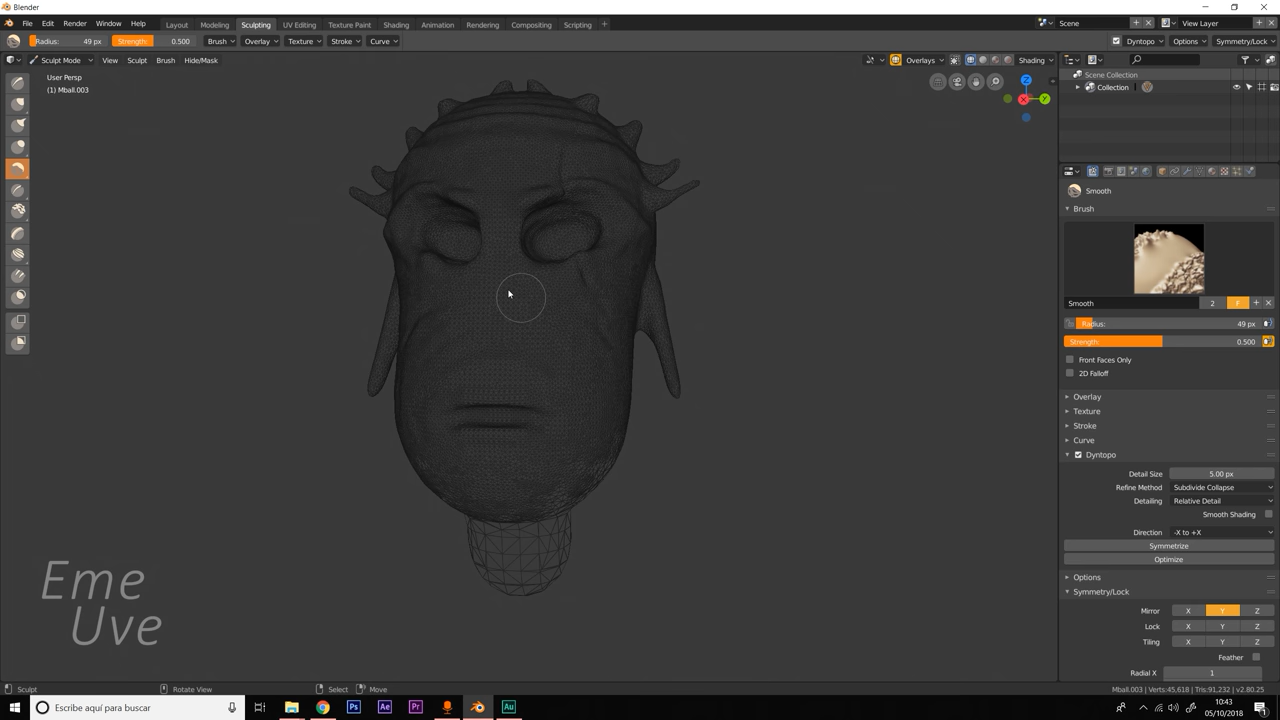 Blender
File Edit Render Window Help
Layout Modeling Sculpting UV Editing Texture Paint Shading Animation Rendering Compositing Scripting +
Scene
View Layer
Radius: 49 px
Strength: 0.500
Brush Overlay Texture Stroke Curve
Dyntopo Options Symmetry/Lock
Sculpt Mode View Sculpt Brush Hide/Mask
Overlays
Shading
User Persp
(1) Mball.003
Z
X
Y
Scene Collection
Collection
Smooth
Brush
Smooth 2 F
Radius: 49 px
Strength: 0.500
Front Faces Only
2D Falloff
Overlay
Texture
Stroke
Curve
Dyntopo
Detail Size 5.00 px
Refine Method Subdivide Collapse
Detailing Relative Detail
Smooth Shading
Direction -X to +X
Symmetrize
Optimize
Options
Symmetry/Lock
Mirror X Y Z
Lock X Y Z
Tiling X Y Z
Feather
Radial X 1
Eme
Uve
Sculpt
Rotate View
Select
Move
Mball.003 | Verts:45,618 | Tris:91,232 | v2.80.25
Escribe aquí para buscar
Ps Ae Pr Au
10:43
05/10/2018